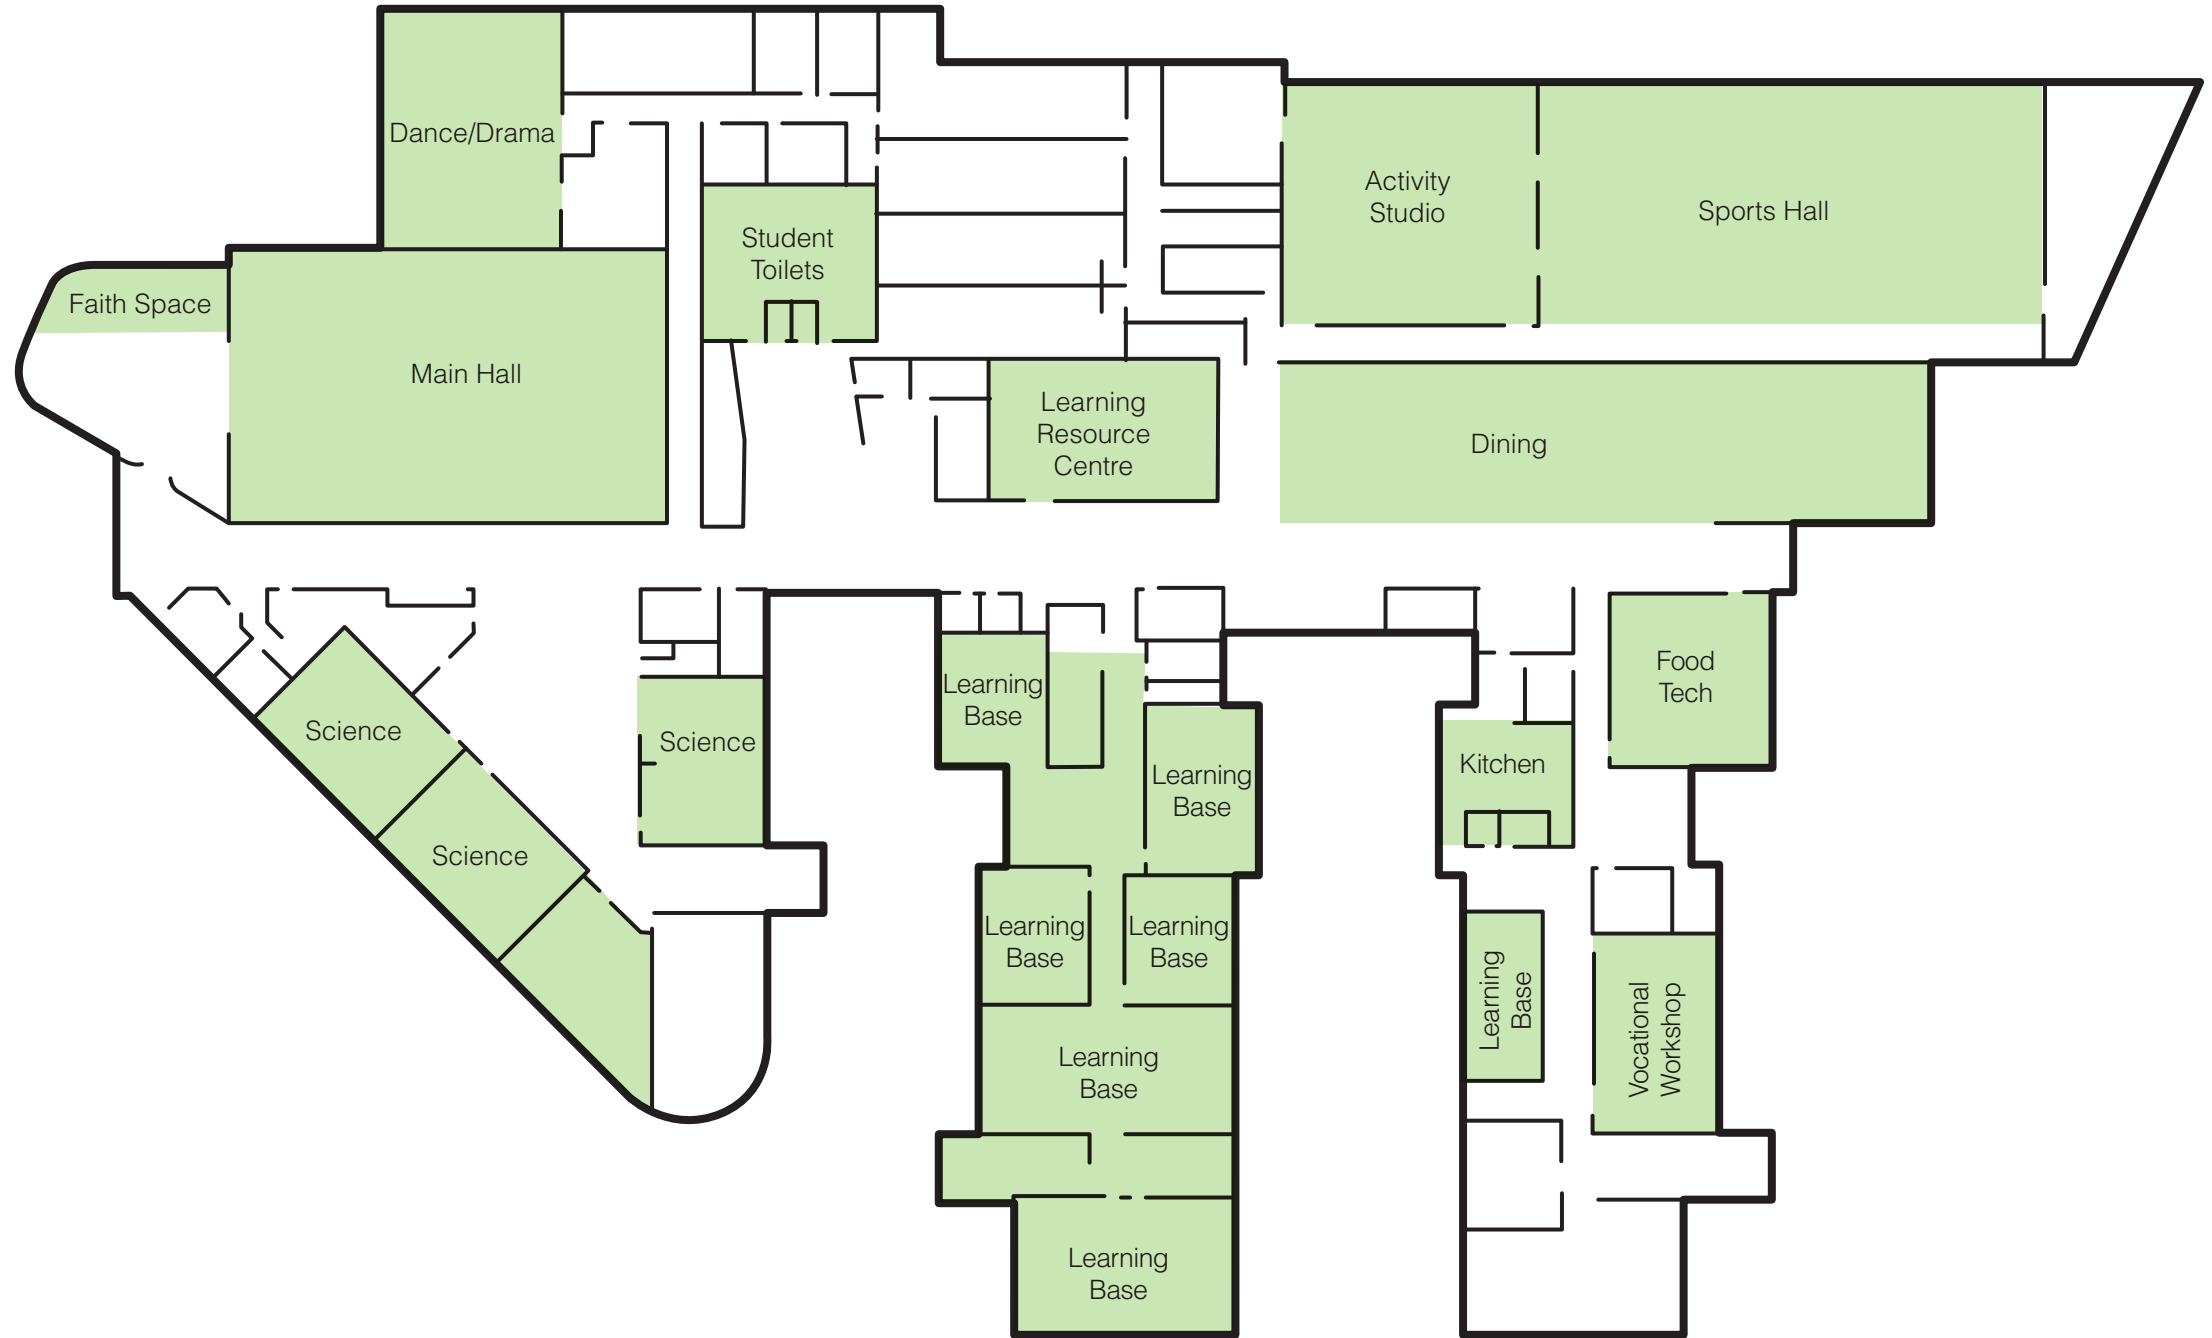 Dance/Drama
Activity
Studio
Sports Hall
Student
Toilets
Faith Space
Main Hall
Learning
Resource
Centre
Dining
Science
Science
Science
Learning
Base
Learning
Base
Food
Tech
Kitchen
Learning
Base
Learning
Base
Learning
Base
Vocational
Workshop
Learning
Base
Learning
Base